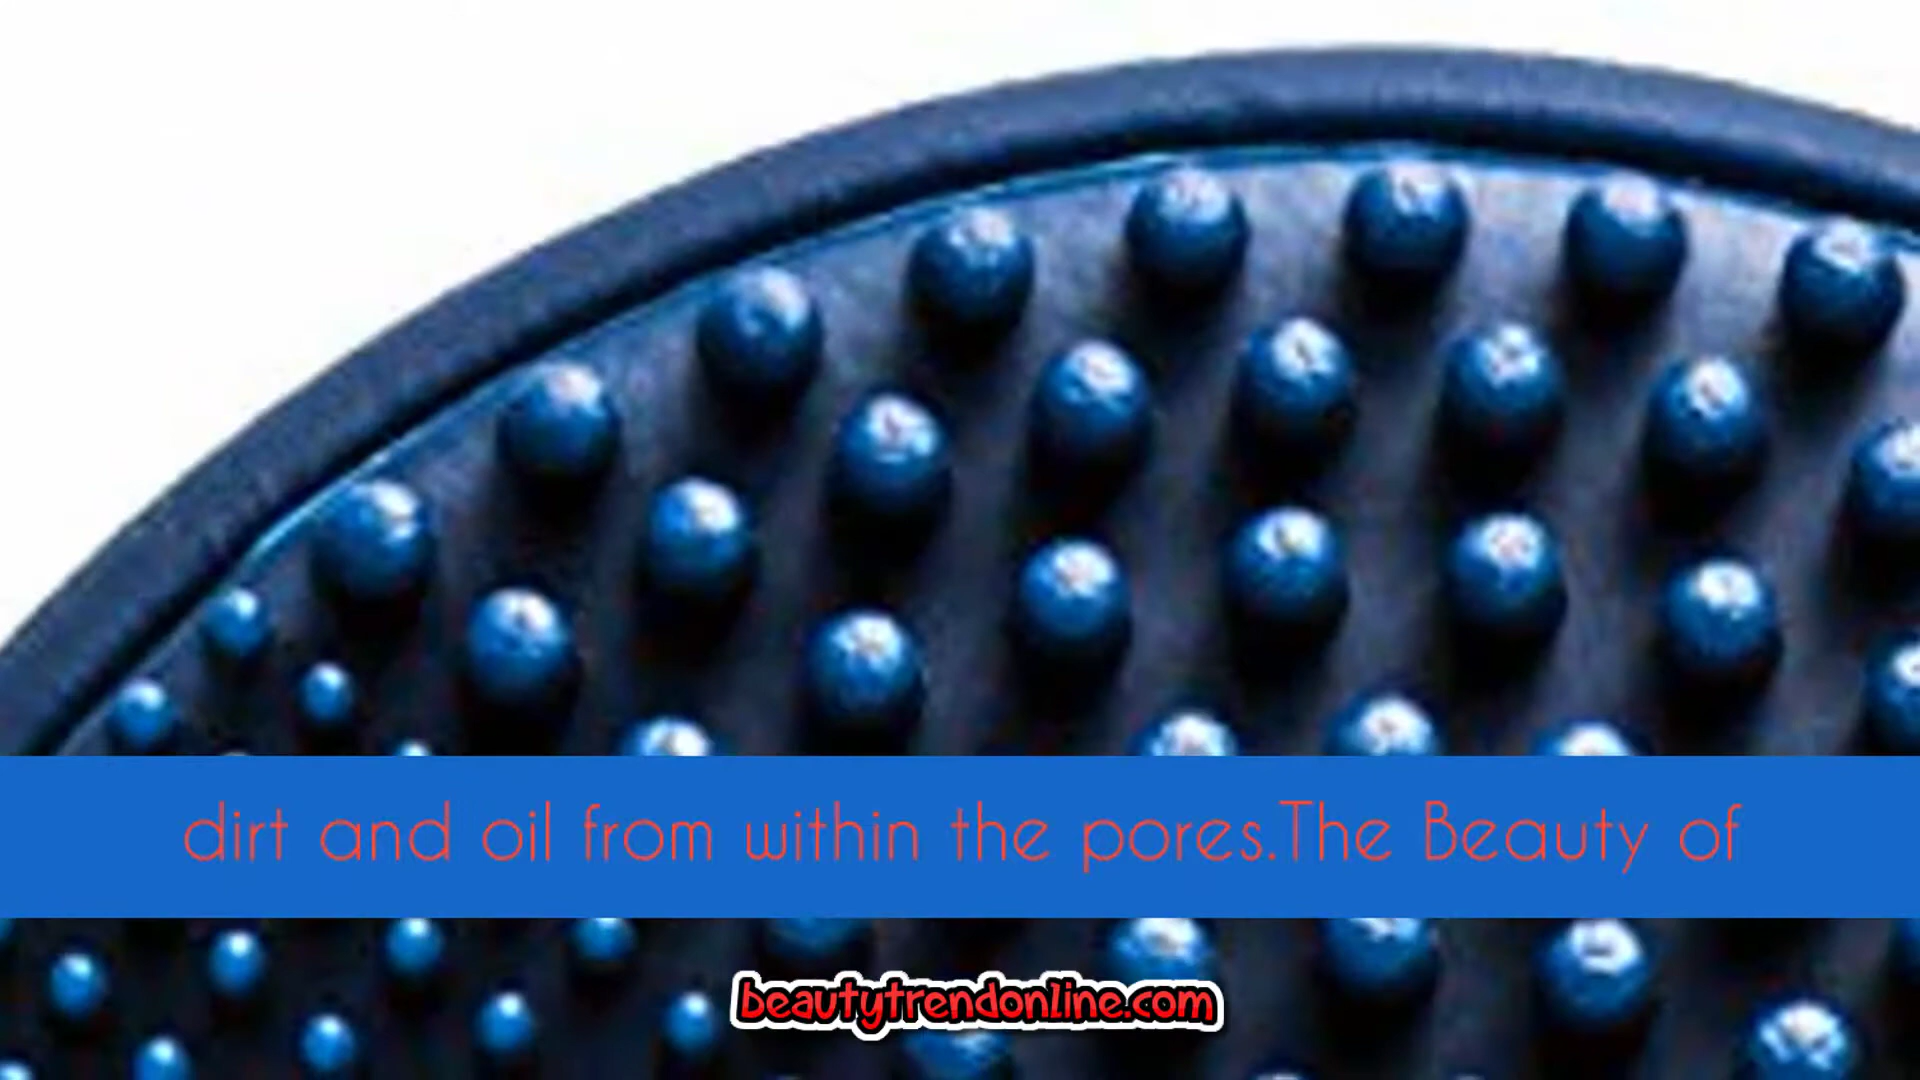 dirt and oil from within the pores.The Beauty of
beautytrendonline.com